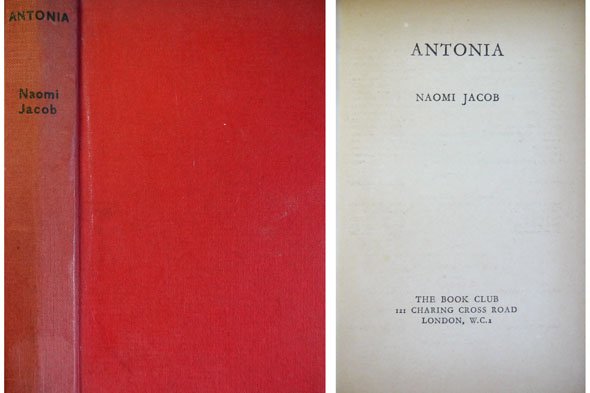 ANTONIA
Naomi
Jacob
ANTONIA
NAOMI JACOB
THE BOOK CLUB
121 CHARING CROSS ROAD
LONDON, W.C.2